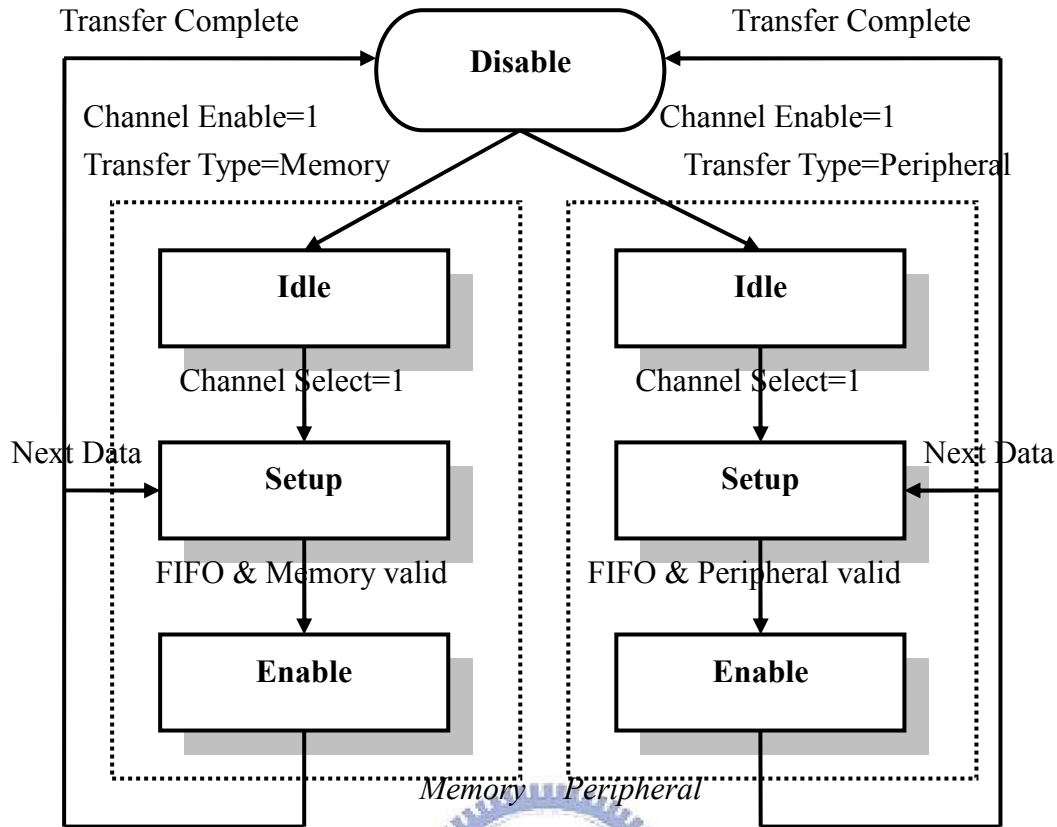 Transfer Complete
Transfer Complete
Disable
Channel Enable=1
Channel Enable=1
Transfer Type=Memory
Transfer Type=Peripheral
Idle
Idle
Channel Select=1
Channel Select=1
Next Data
Next Data
Setup
Setup
FIFO & Memory valid
FIFO & Peripheral valid
Enable
Enable
Memory
Peripheral